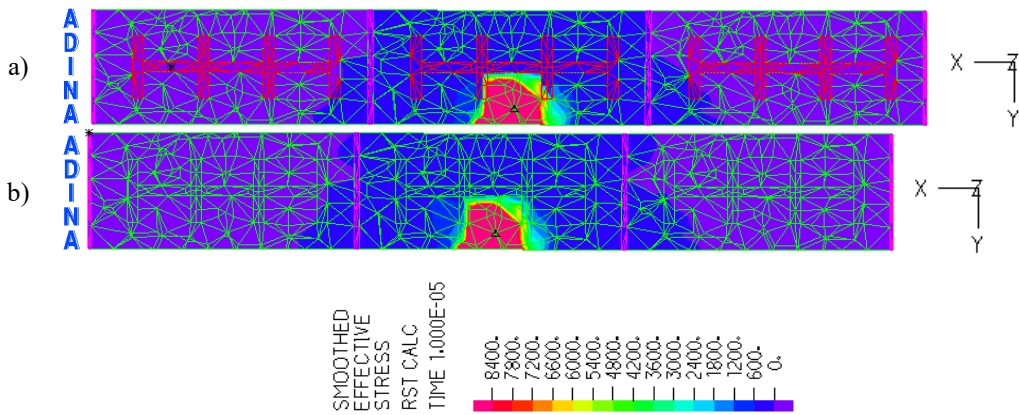 a)
ADINA
X Z
Y
b)
ADINA
X Z
Y
SMOOTHED
EFFECTIVE
STRESS
RST CALC
TIME 1.000E-05
8400.
7800.
7200.
6600.
6000.
5400.
4800.
4200.
3600.
3000.
2400.
1800.
1200.
600.
0.